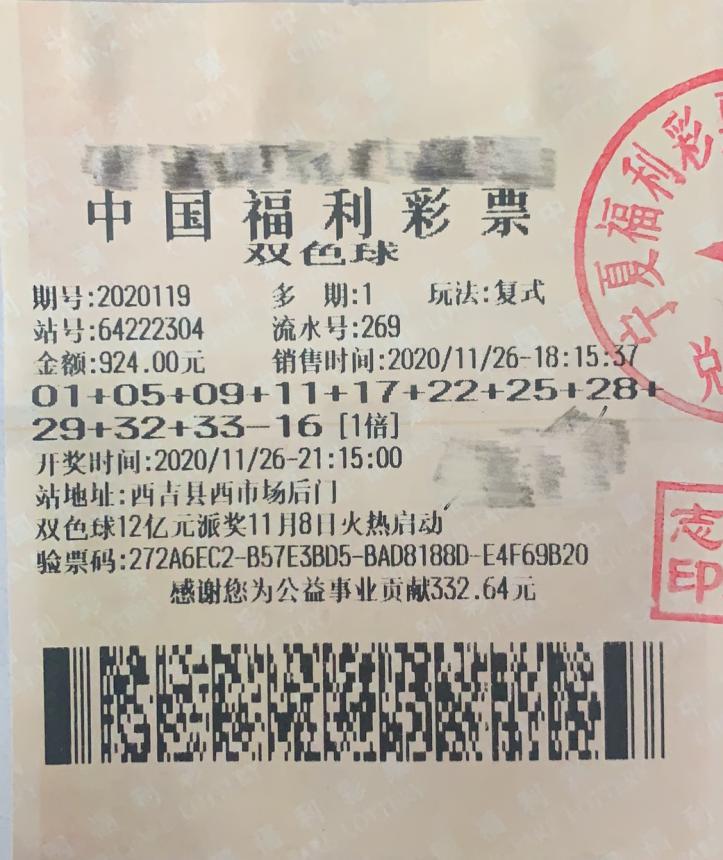 中国福利彩票
双色球
期号:2020119 多 期:1 玩法:复式
站号:64222304 流水号:269
金额:924.00元 销售时间:2020/11/26-18:15:37
01+05+09+11+17+22+25+28+
29+32+33-16 [1倍]
开奖时间:2020/11/26-21:15:00
站地址:西吉县西市场后门
双色球12亿元派奖11月8日火热启动
验票码:272A6EC2-B57E3BD5-BAD8188D-E4F69B20
感谢您为公益事业贡献332.64元
宁夏福利彩
兑
志
印